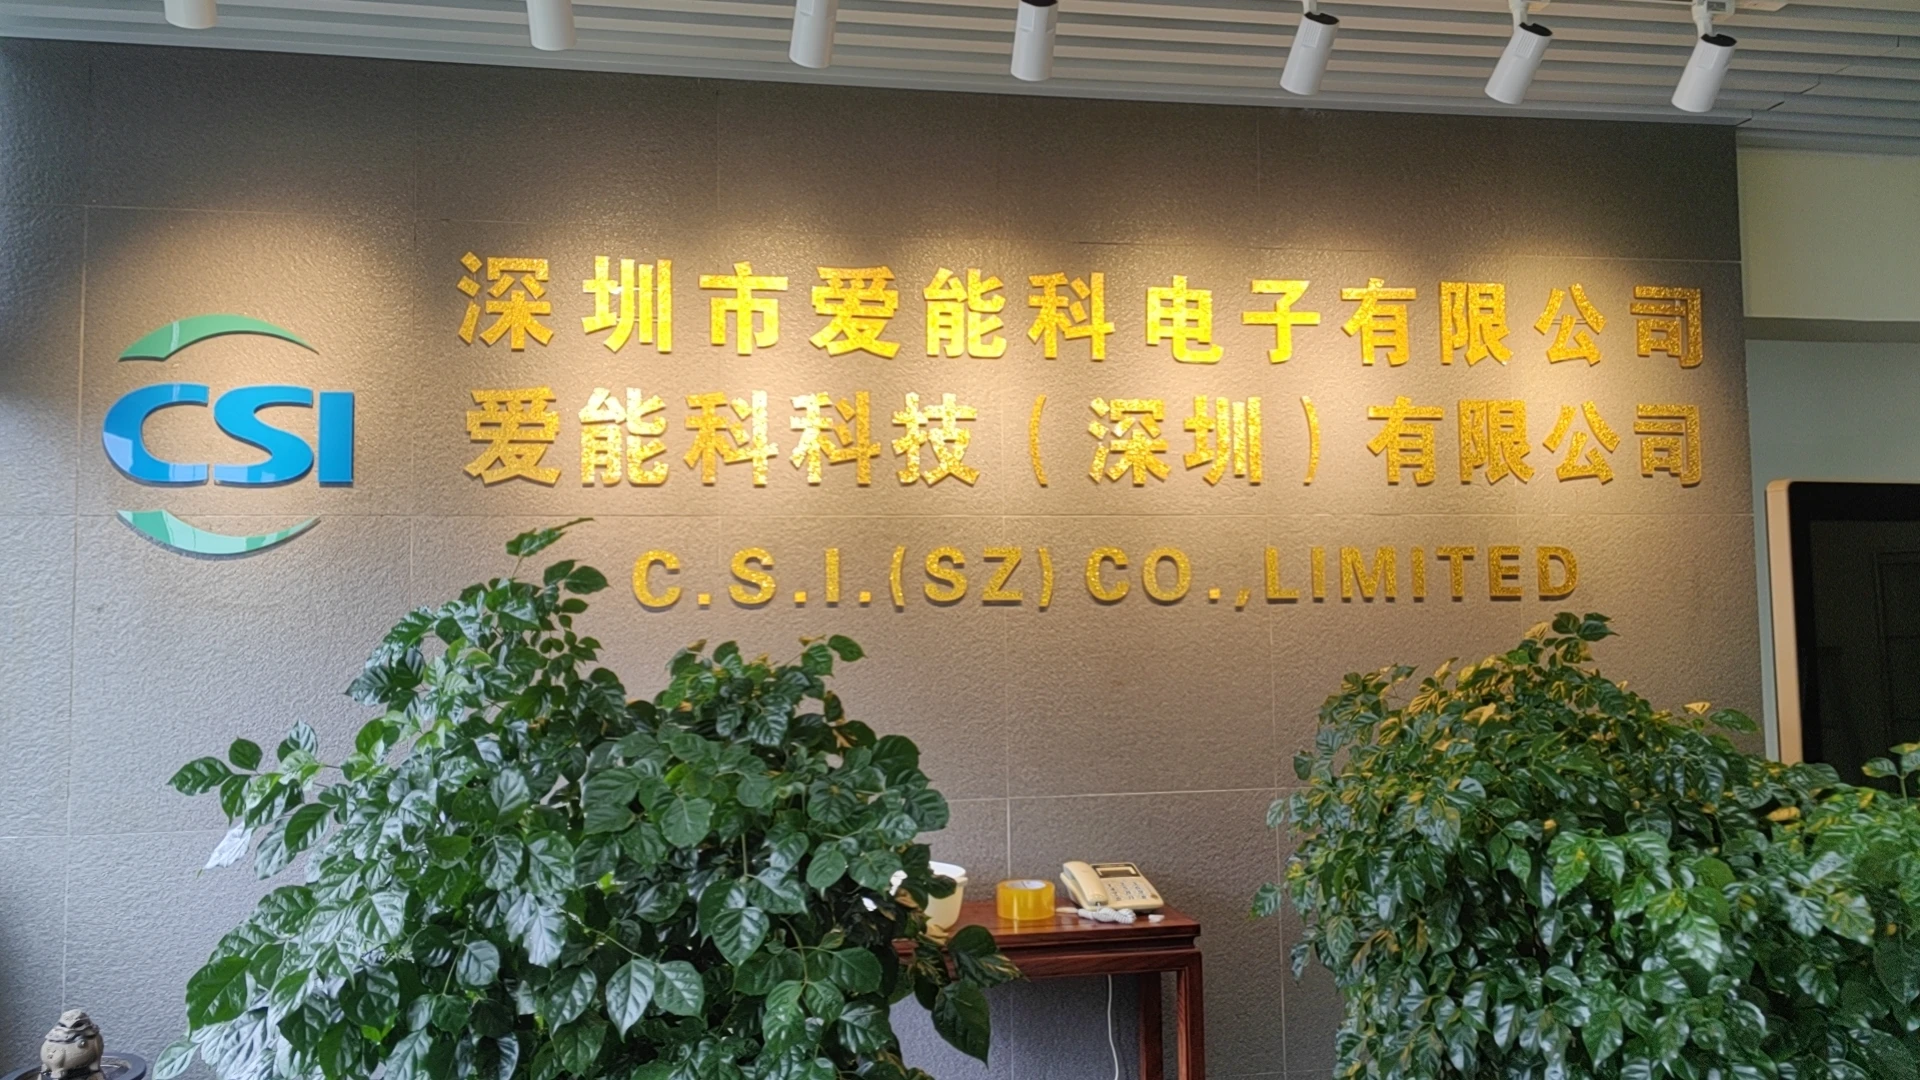 CSI
深圳市爱能科电子有限公司
爱能科科技（深圳）有限公司
C.S.I.(SZ)CO.,LIMITED